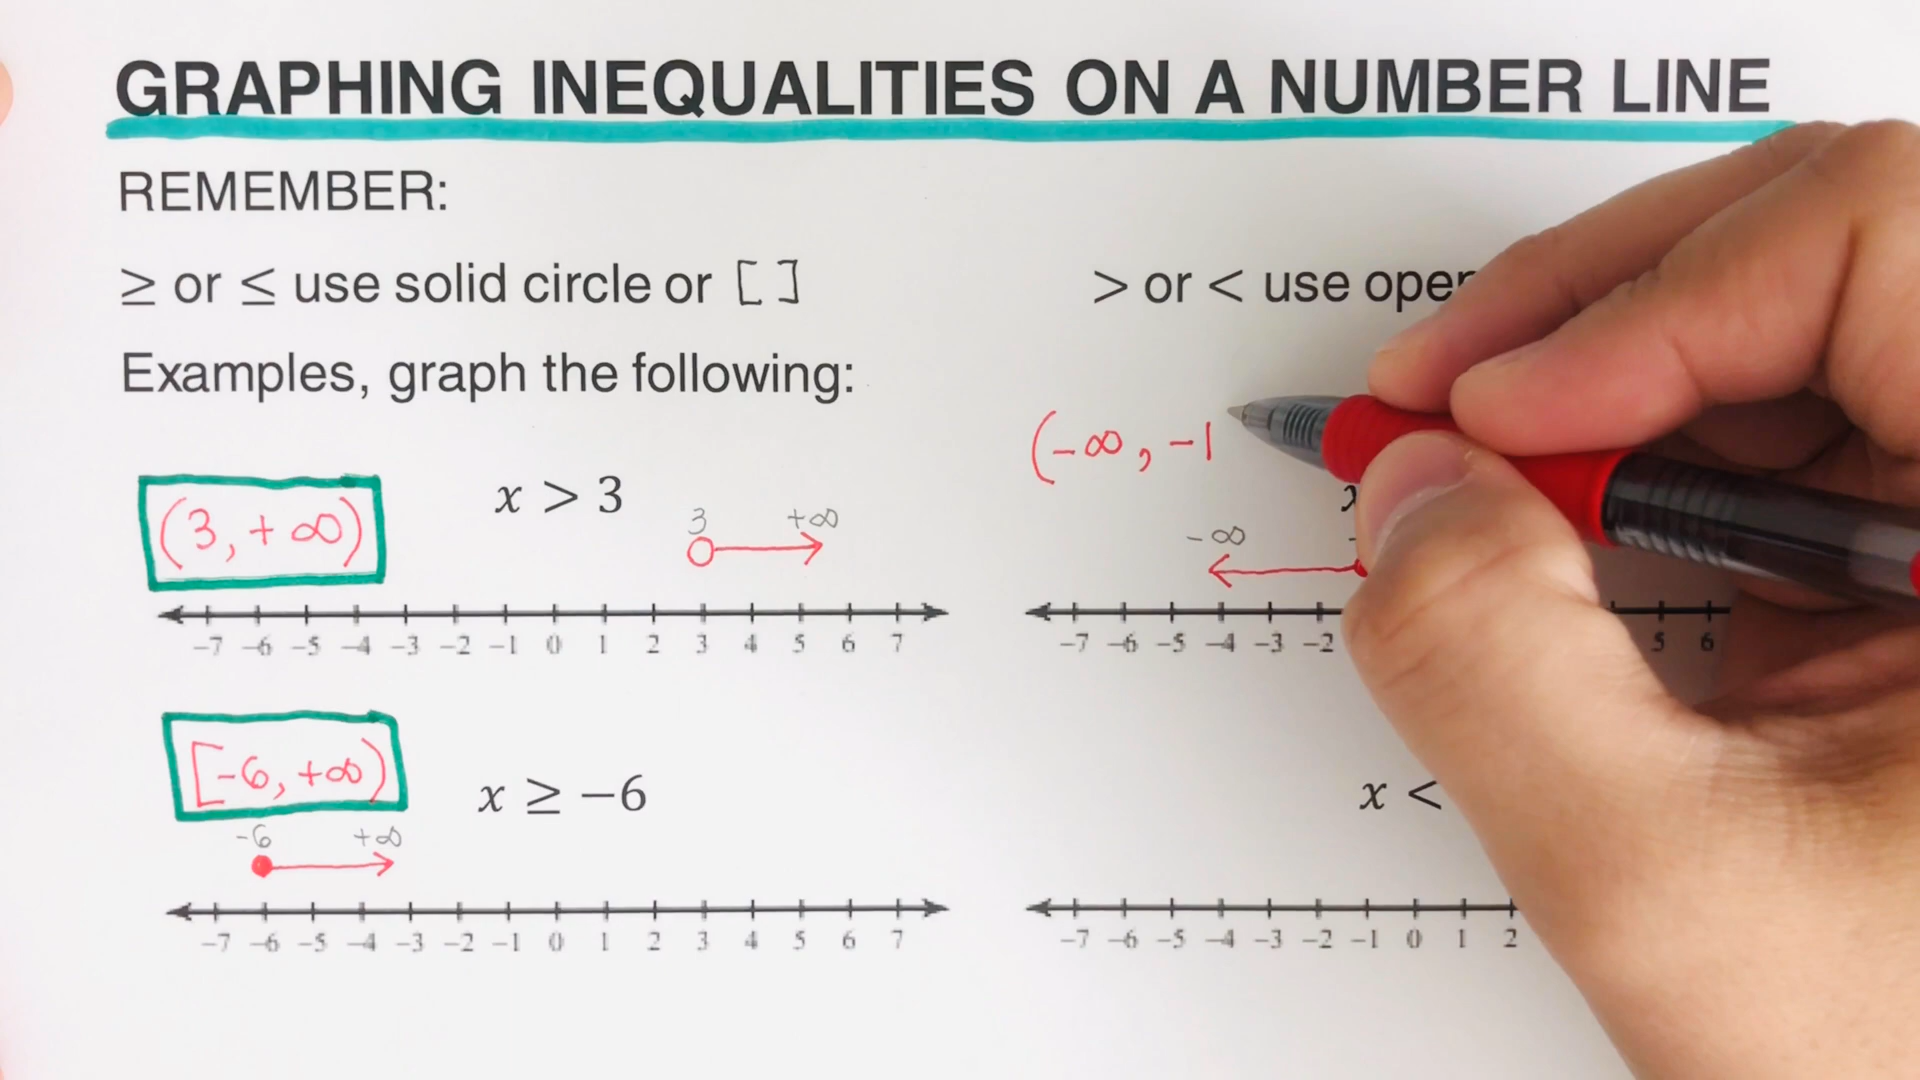 GRAPHING INEQUALITIES ON A NUMBER LINE
REMEMBER:
≥ or ≤ use solid circle or [ ]
> or < use open
Examples, graph the following:
(3, +∞)
x > 3
3 +∞
-7 -6 -5 -4 -3 -2 -1 0 1 2 3 4 5 6 7
(-∞, -1
x
-∞ -
-7 -6 -5 -4 -3 -2 5 6
[-6, +∞)
x ≥ -6
-6 +∞
-7 -6 -5 -4 -3 -2 -1 0 1 2 3 4 5 6 7
x <
-7 -6 -5 -4 -3 -2 -1 0 1 2